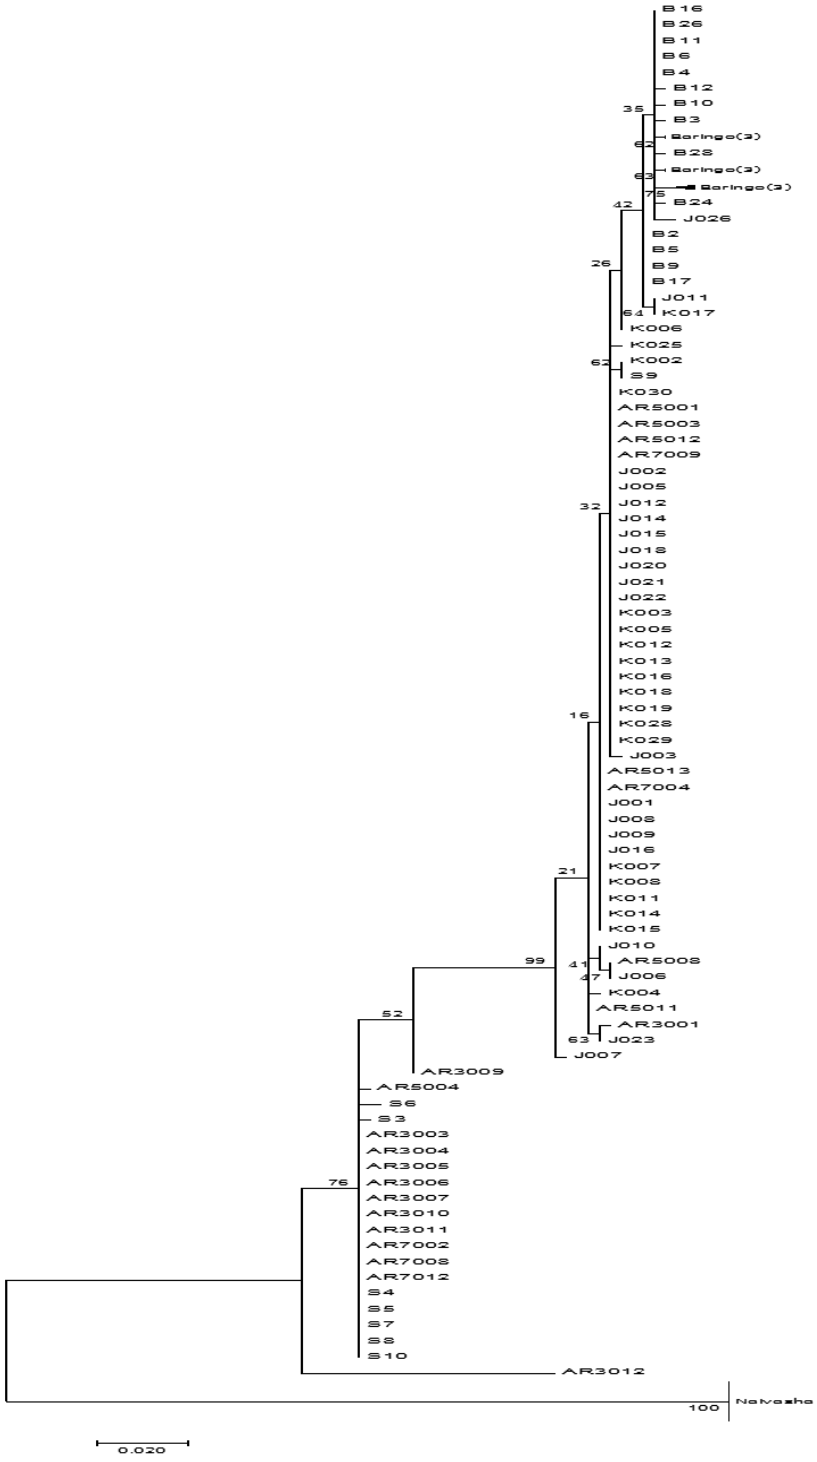 B16
B26
B11
B6
B4
B12
B10
35
B3
Baringo(3)
62
B28
Baringo(3)
63
Baringo(3)
75
B24
42
J026
B2
B5
26
B9
B17
J011
64
K017
K006
K025
K002
62
S9
K030
AR5001
AR5003
AR5012
AR7009
J002
J005
J012
32
J014
J015
J018
J020
J021
J022
K003
K005
K012
K013
K016
K018
K019
16
K028
K029
J003
AR5013
AR7004
J001
J008
J009
J016
K007
21
K008
K011
K014
K015
J010
99
41
AR5008
47
J006
K004
AR5011
52
AR3001
63
J023
J007
AR3009
AR5004
S6
S3
AR3003
AR3004
AR3005
76
AR3006
AR3007
AR3010
AR3011
AR7002
AR7008
AR7012
S4
S5
S7
S8
S10
AR3012
Naivasha
100
0.020